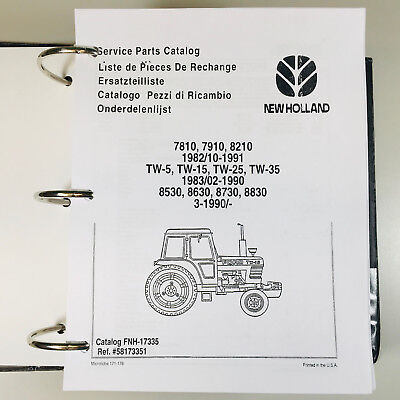 Service Parts Catalog
Liste de Pieces De Rechange
Ersatzteilliste
Catalogo Pezzi di Ricambio
Onderdelenlijst
NEW HOLLAND
7810, 7910, 8210
1982/10-1991
TW-5, TW-15, TW-25, TW-35
1983/02-1990
8530, 8630, 8730, 8830
3-1990/-
Catalog FNH-17335
Ref. #58173351
Printed in the U.S.A.